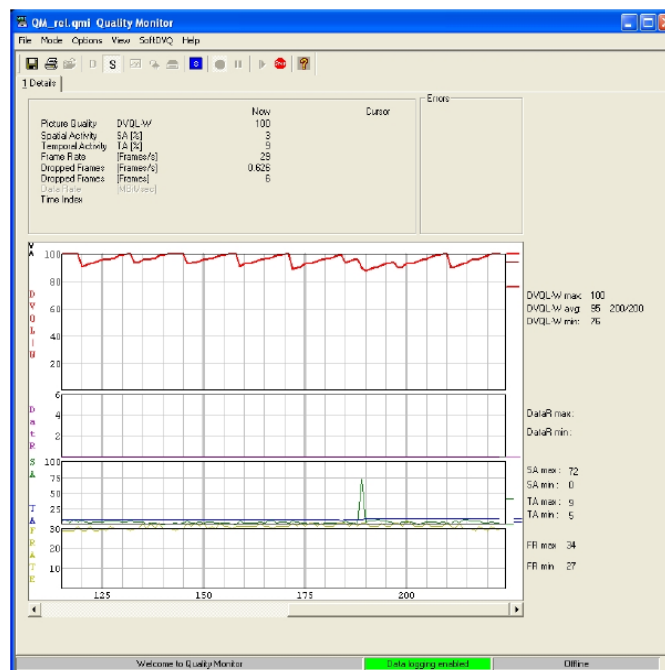 QM_rel.qmi Quality Monitor
File Mode Options View SoftDVQ Help
D S
1 Details
Now Cursor Errors
Picture Quality DVQL-W 100
Spatial Activity SA [%] 3
Temporal Activity TA [%] 9
Frame Rate [Frames/s] 29
Dropped Frames [Frames/s] 0.626
Dropped Frames [Frames] 6
Data Rate [MBit/sec]
Time Index
100
80
60
40
20
DVQL-W max: 100
DVQL-W avg: 95 200/200
DVQL-W min: 76
6
4
2
DatR
DataR max:
DataR min:
100
75
50
25
SA
TA
SA max: 72
SA min: 0
TA max: 9
TA min: 5
30
20
10
FRATE
FR max 34
FR min 27
125 150 175 200
Welcome to Quality Monitor Data logging enabled Offline